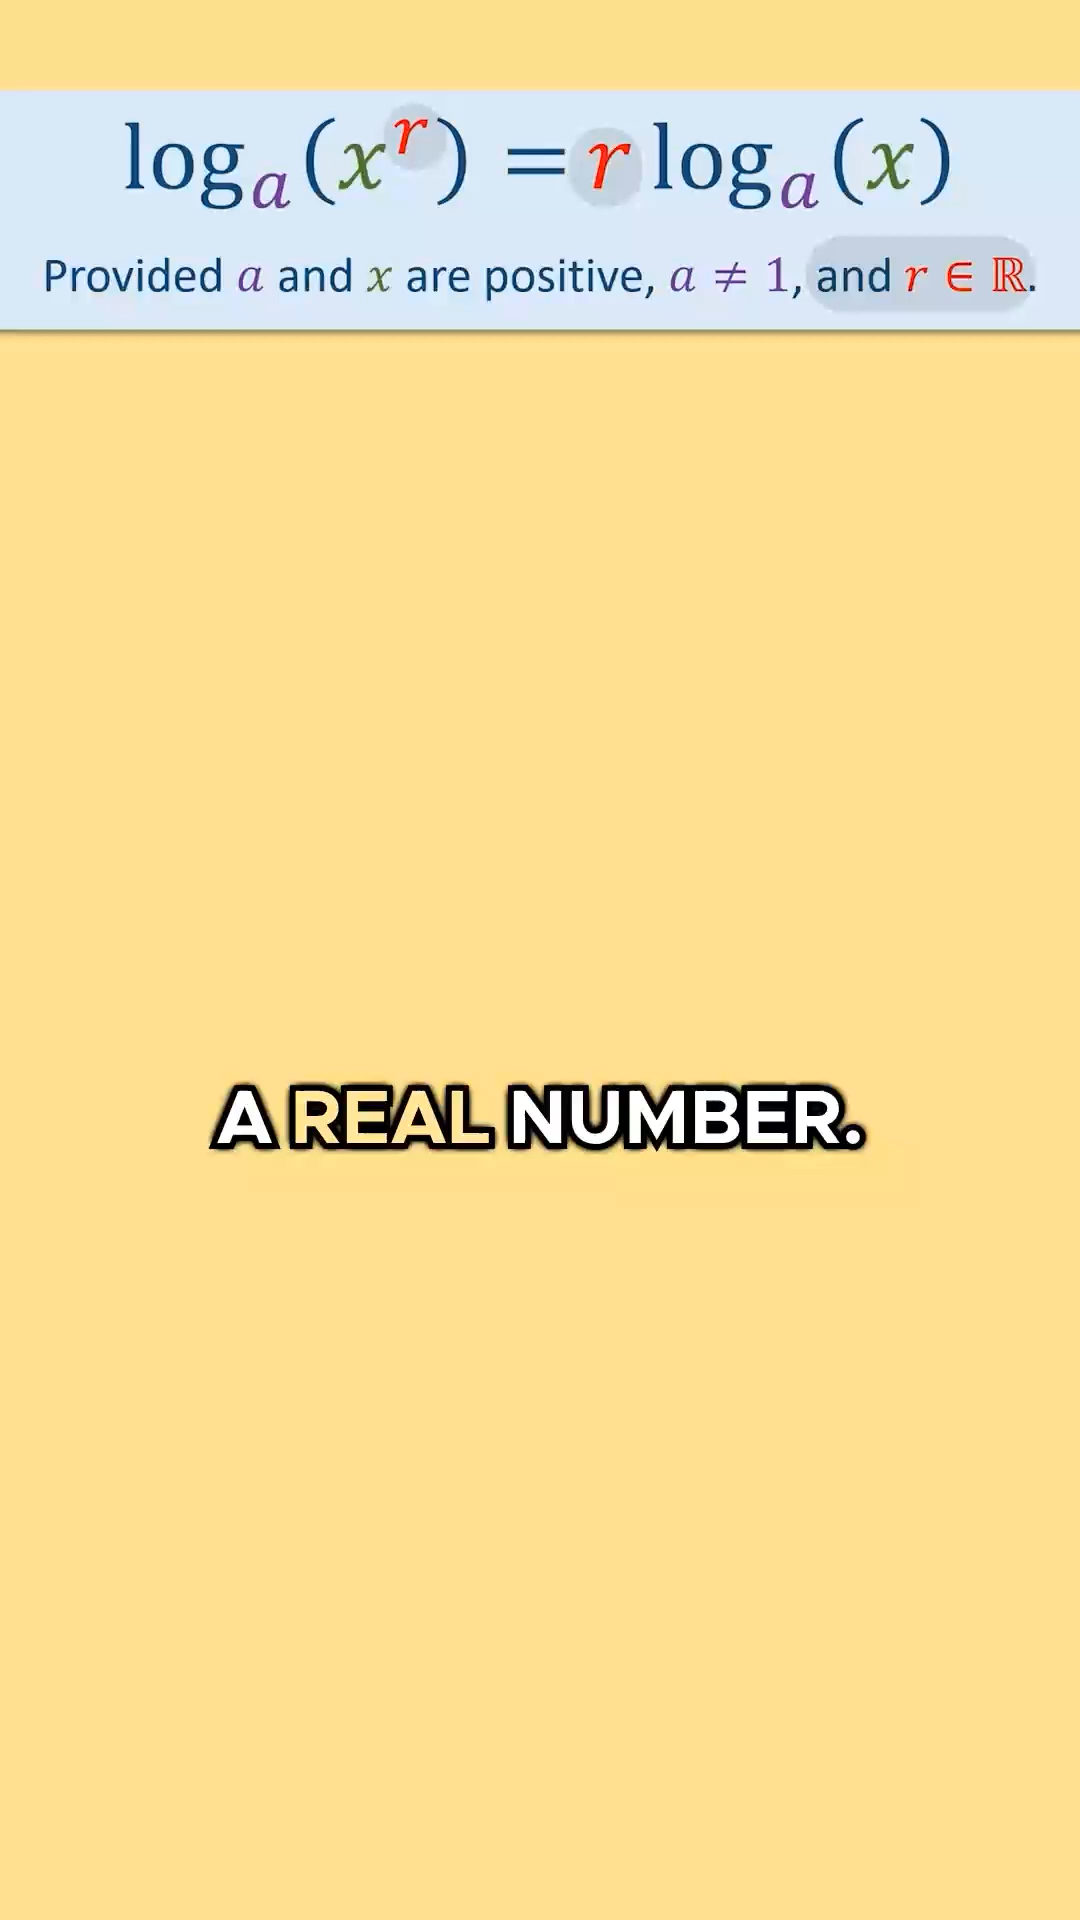 logₐ(xʳ) = r logₐ(x)
Provided a and x are positive, a ≠ 1, and r ∈ ℝ.
A REAL NUMBER.